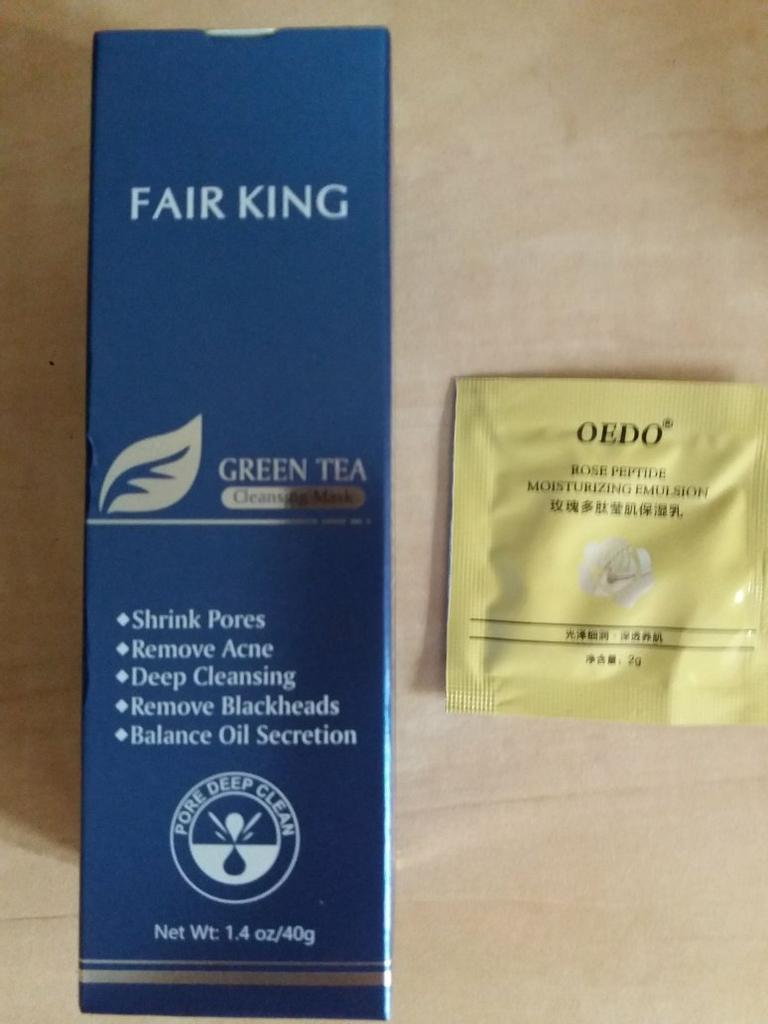 FAIR KING
GREEN TEA
Cleansing Mask
◆Shrink Pores
◆Remove Acne
◆Deep Cleansing
◆Remove Blackheads
◆Balance Oil Secretion
PORE DEEP CLEAN
Net Wt: 1.4 oz/40g
OEDO®
ROSE PEPTIDE
MOISTURIZING EMULSION
玫瑰多肽莹肌保湿乳
光泽细润·深透养肌
净含量：2g